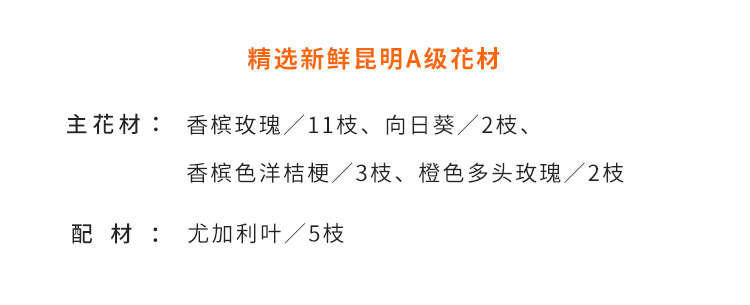 精选新鲜昆明A级花材
主花材：香槟玫瑰／11枝、向日葵／2枝、
香槟色洋桔梗／3枝、橙色多头玫瑰／2枝
配材：尤加利叶／5枝